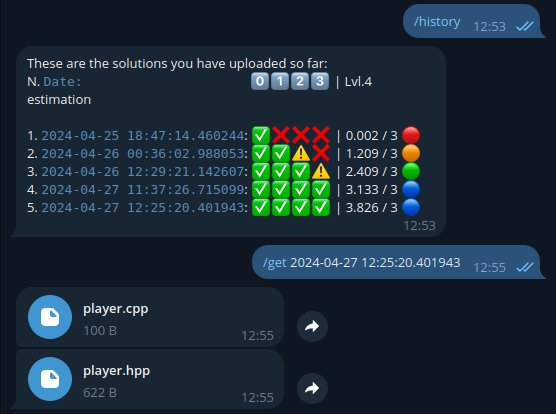 /history
12:53
These are the solutions you have uploaded so far:
N. Date: 0 1 2 3 | Lvl.4
estimation
1. 2024-04-25 18:47:14.460244: ✅❌❌❌ | 0.002 / 3 🔴
2. 2024-04-26 00:36:02.988053: ✅✅⚠️❌ | 1.209 / 3 🟠
3. 2024-04-26 12:29:21.142607: ✅✅✅⚠️ | 2.409 / 3 🟢
4. 2024-04-27 11:37:26.715099: ✅✅✅✅ | 3.133 / 3 🔵
5. 2024-04-27 12:25:20.401943: ✅✅✅✅ | 3.826 / 3 🔵
12:53
/get 2024-04-27 12:25:20.401943 12:55
player.cpp
100 B
12:55
player.hpp
622 B
12:55